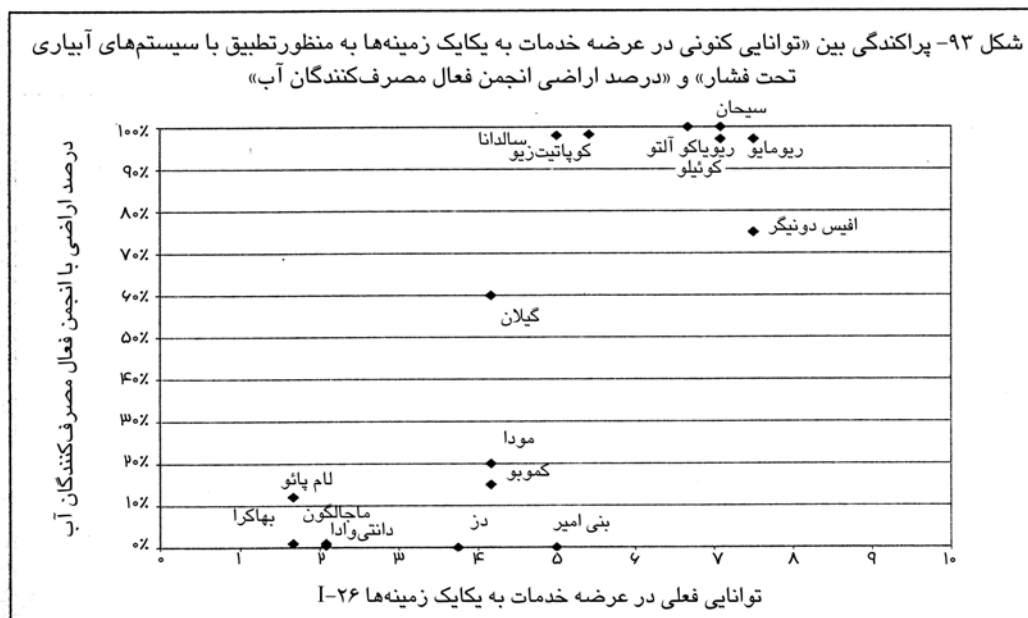 شکل ۹۳- پراکندگی بین «توانایی کنونی در عرضه خدمات به یکایک زمینه‌ها به منظورتطبیق با سیستم‌های آبیاری
تحت فشار» و «درصد اراضی انجمن فعال مصرف‌کنندگان آب»
درصد اراضی با انجمن فعال مصرف‌کنندگان آب
۱۰۰٪
۹۰٪
۸۰٪
۷۰٪
۶۰٪
۵۰٪
۴۰٪
۳۰٪
۲۰٪
۱۰٪
۰٪
سیحان
سالدانا
کوپاتیت‌زیو
ریویاکو آلتو
ریومایو
کوئیلو
افیس دونیگر
گیلان
مودا
کموبو
لام پائو
بهاکرا
ماجالگون
دانتی‌وادا
دز
بنی امیر
۰ ۱ ۲ ۳ ۴ ۵ ۶ ۷ ۸ ۹ ۱۰
توانایی فعلی در عرضه خدمات به یکایک زمینه‌ها I-۲۶